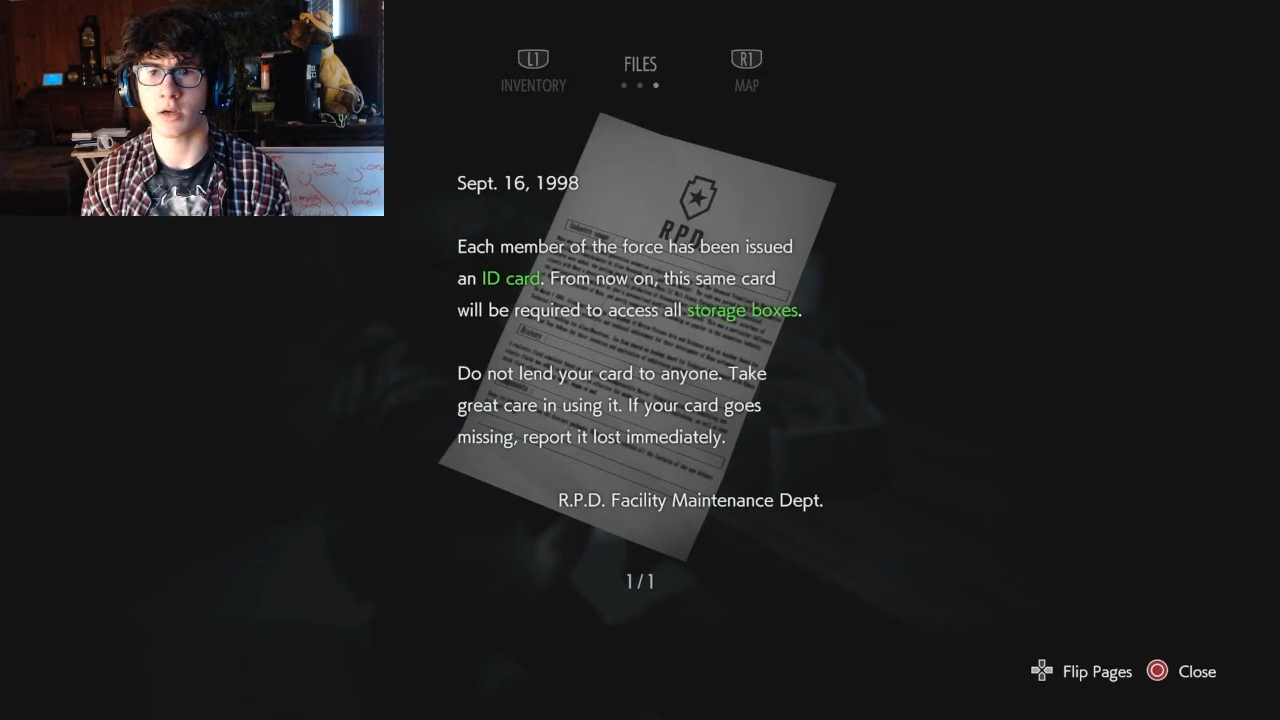 L1
FILES
R1
INVENTORY
MAP
Sept. 16, 1998
R.P.D.
Each member of the force has been issued
an ID card. From now on, this same card
will be required to access all storage boxes.
Do not lend your card to anyone. Take
great care in using it. If your card goes
missing, report it lost immediately.
R.P.D. Facility Maintenance Dept.
1/1
Flip Pages
Close